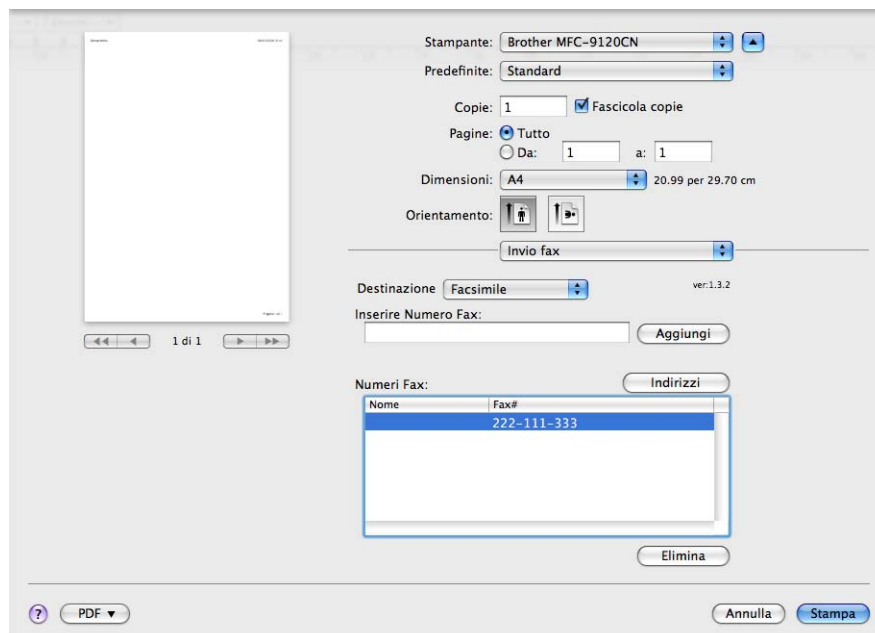 Stampante: Brother MFC-9120CN
Predefinite: Standard
Copie: 1 Fascicola copie
Pagine: Tutto
Da: 1 a: 1
Dimensioni: A4 20.99 per 29.70 cm
Orientamento:
Invio fax
Destinazione Facsimile ver:1.3.2
Inserire Numero Fax:
Aggiungi
1 di 1
Indirizzi
Numeri Fax:
Nome Fax#
222-111-333
Elimina
? PDF ▼ Annulla Stampa